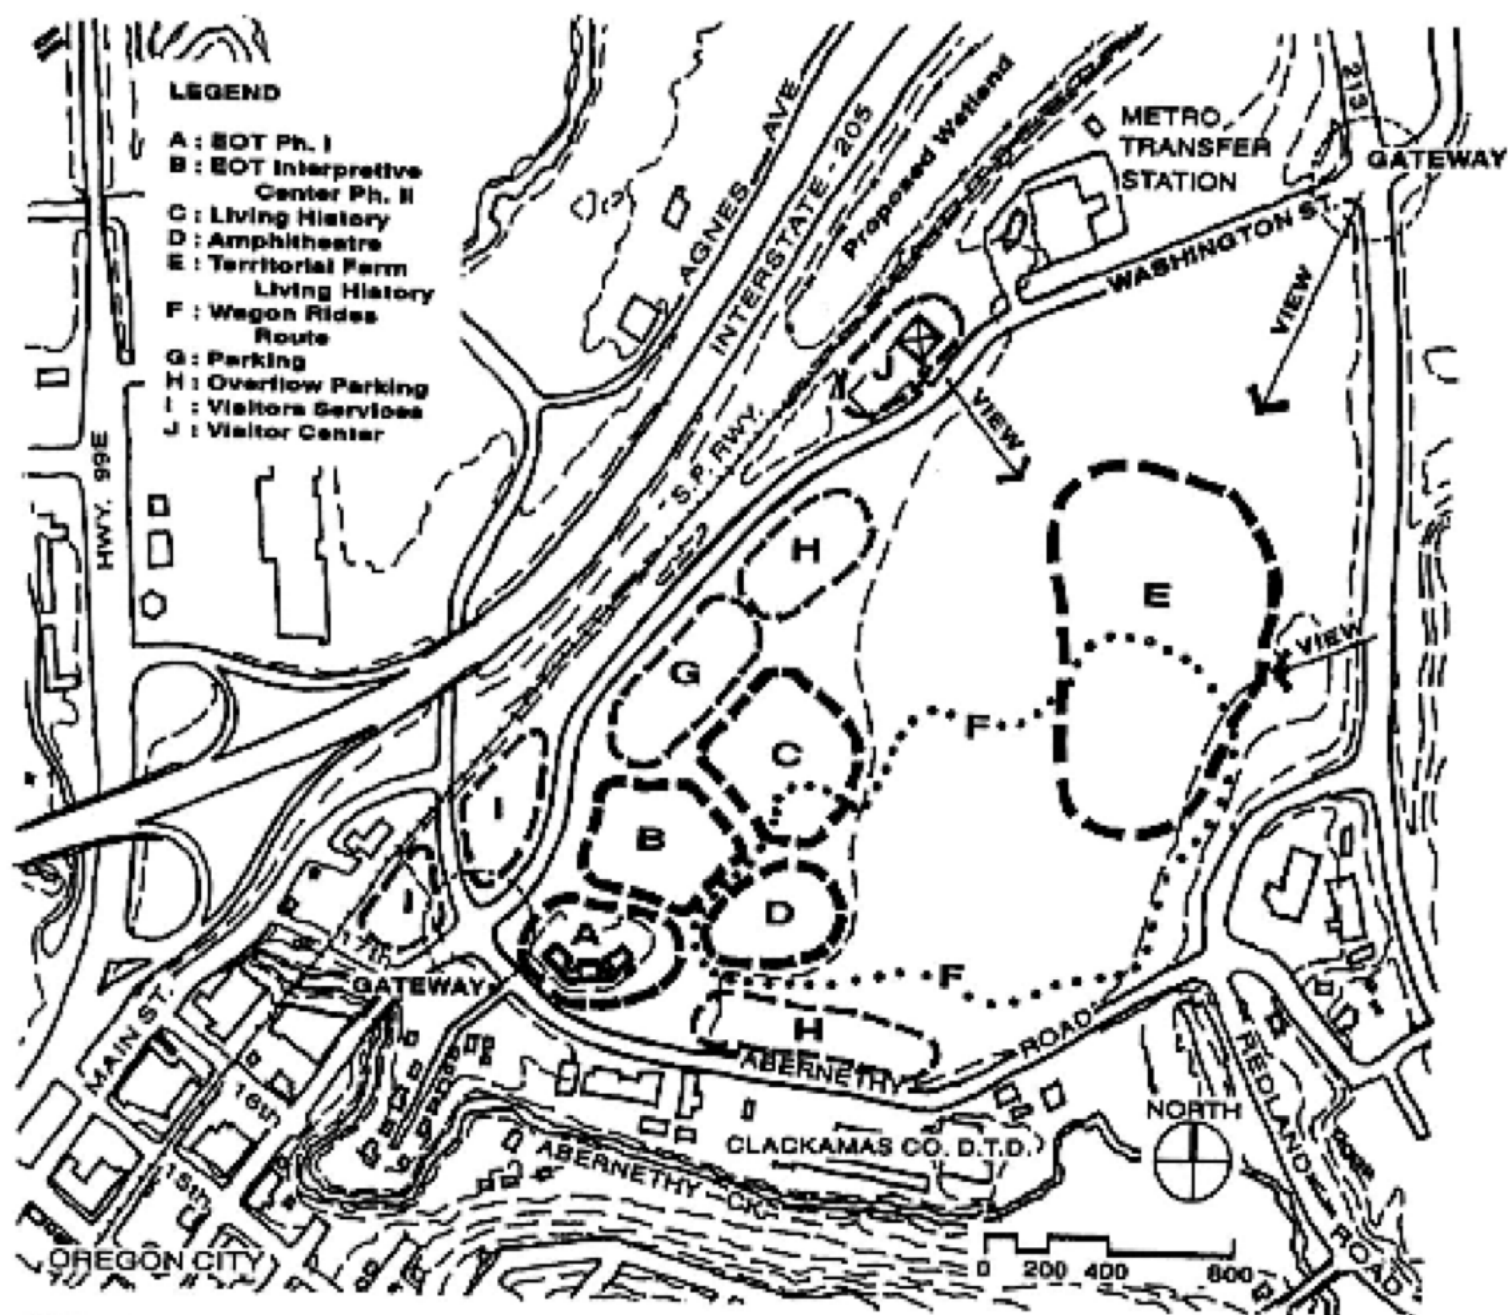 LEGEND
A : EOT Ph. I
B : EOT Interpretive
Center Ph. II
C : Living History
D : Amphitheatre
E : Territorial Farm
Living History
F : Wagon Rides
Route
G : Parking
H : Overflow Parking
I : Visitors Services
J : Visitor Center
HWY. 99E
AGNES AVE
INTERSTATE - 205
Proposed Wetland
S.P. RWY.
METRO
TRANSFER
STATION
213
GATEWAY
WASHINGTON ST.
VIEW
J
VIEW
H
E
VIEW
G
C
F
I
B
I
D
A
F
17th
GATEWAY
H
ABERNETHY
ROAD
MAIN ST.
16th
15th
REDLAND
ROAD
NORTH
CLACKAMAS CO. D.T.D.
ABERNETHY CK.
OREGON CITY
0 200 400 800